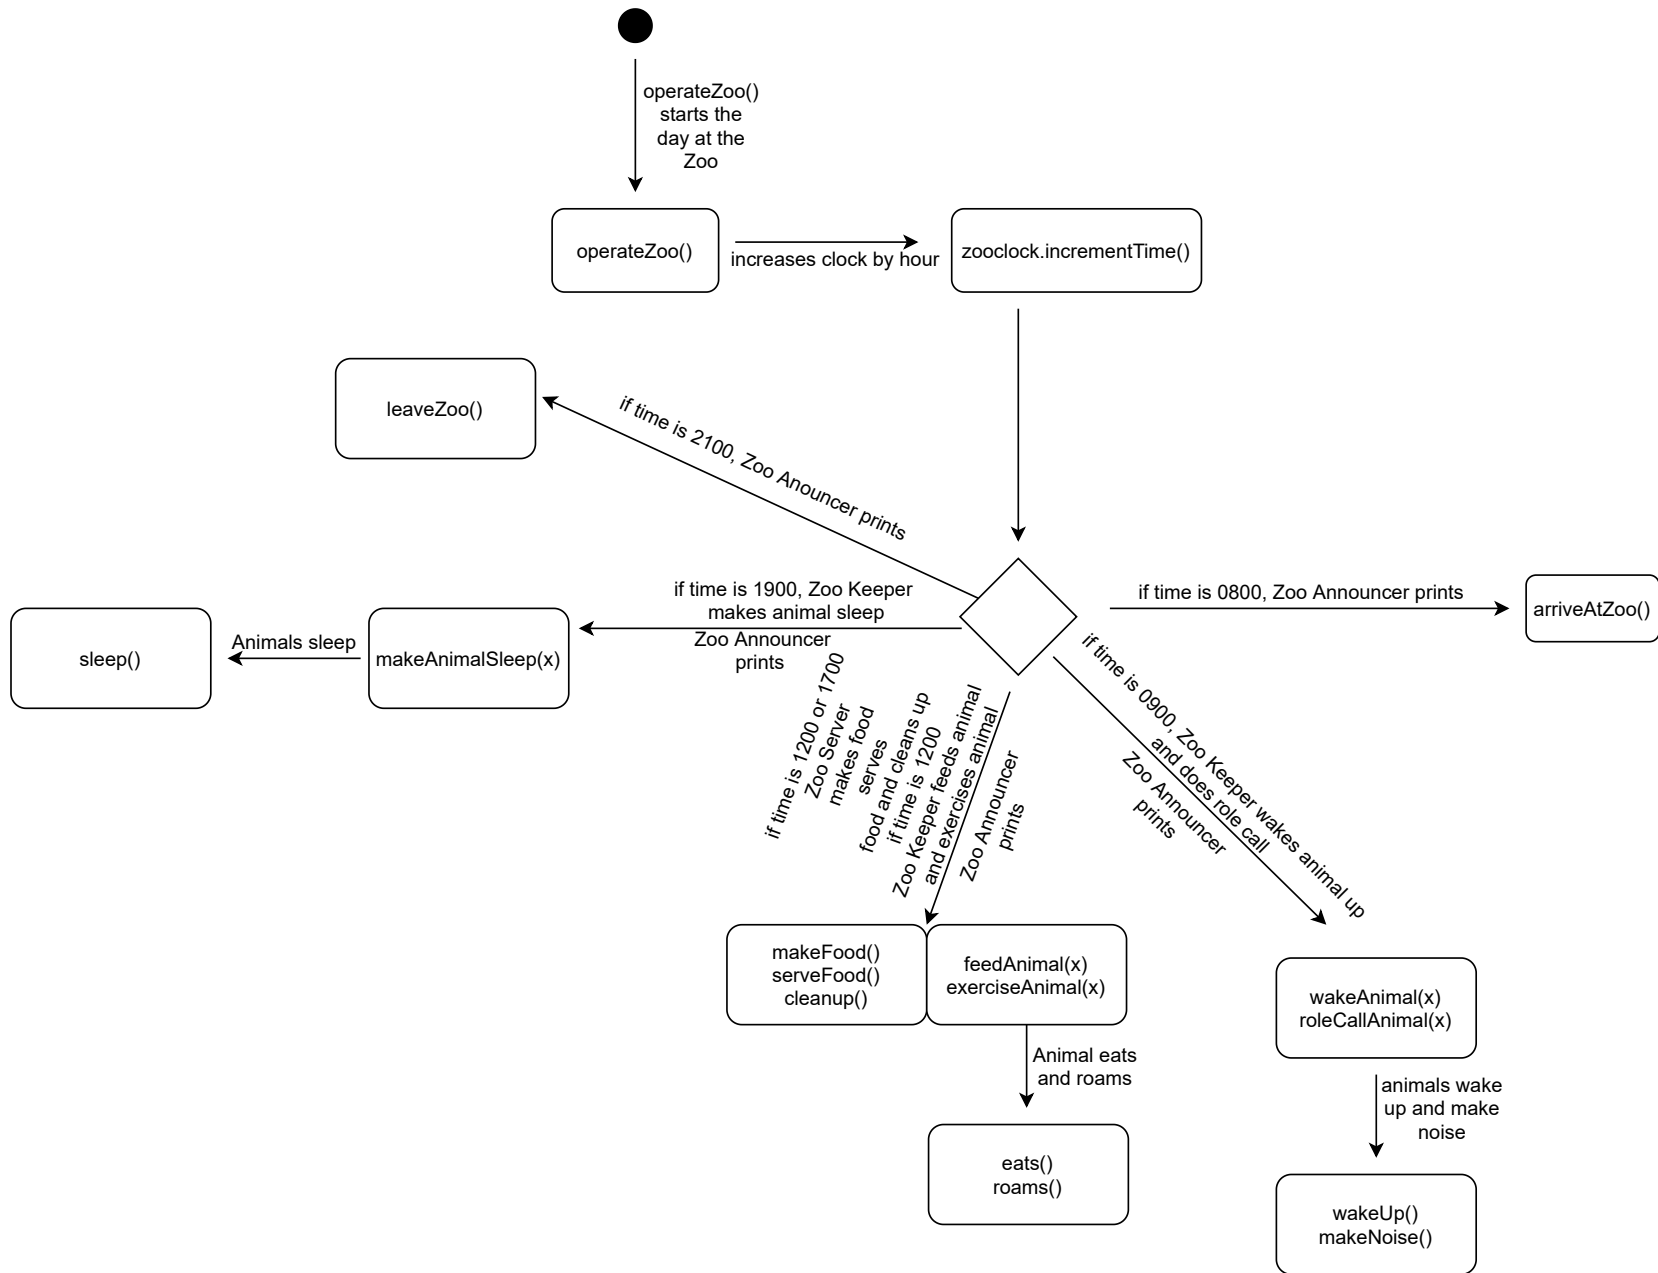 operateZoo()
starts the
day at the
Zoo
operateZoo()
increases clock by hour
zooclock.incrementTime()
leaveZoo()
if time is 2100, Zoo Anouncer prints
if time is 0800, Zoo Announcer prints
arriveAtZoo()
if time is 1900, Zoo Keeper
makes animal sleep
Zoo Announcer
prints
makeAnimalSleep(x)
Animals sleep
sleep()
if time is 1200 or 1700
Zoo Server
makes food
serves
food and cleans up
if time is 1200
Zoo Keeper feeds animal
and exercises animal
Zoo Announcer
prints
if time is 0900, Zoo Keeper wakes animal up
and does role call
Zoo Announcer
prints
makeFood()
serveFood()
cleanup()
feedAnimal(x)
exerciseAnimal(x)
wakeAnimal(x)
roleCallAnimal(x)
Animal eats
and roams
animals wake
up and make
noise
eats()
roams()
wakeUp()
makeNoise()